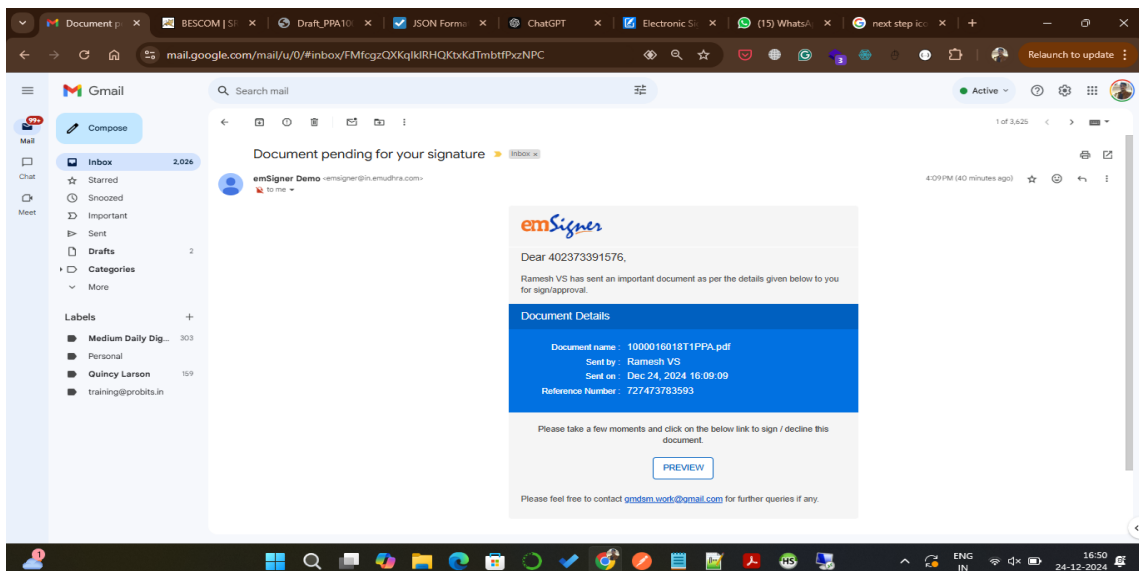 Document p
BESCOM | SF
Draft_PPA10
JSON Forma
ChatGPT
Electronic Si
(15) WhatsA
next step ico
mail.google.com/mail/u/0/#inbox/FMfcgzQXKqlklRHQKtxKdTmbtfPxzNPC
3
Relaunch to update
Gmail
Search mail
Active
99+
Mail
Chat
Meet
Compose
Inbox 2,026
Starred
Snoozed
Important
Sent
Drafts 2
Categories
More
Labels
Medium Daily Dig... 303
Personal
Quincy Larson 159
training@probits.in
1 of 3,625
Document pending for your signature
Inbox x
emSigner Demo <emsigner@in.emudhra.com>
to me
4:09 PM (40 minutes ago)
emSigner
Dear 402373391576,
Ramesh VS has sent an important document as per the details given below to you
for sign/approval.
Document Details
Document name : 1000016018T1PPA.pdf
Sent by : Ramesh VS
Sent on : Dec 24, 2024 16:09:09
Reference Number : 727473783593
Please take a few moments and click on the below link to sign / decline this
document.
PREVIEW
Please feel free to contact gmdsm.work@gmail.com for further queries if any.
1
HS
ENG
IN
16:50
24-12-2024